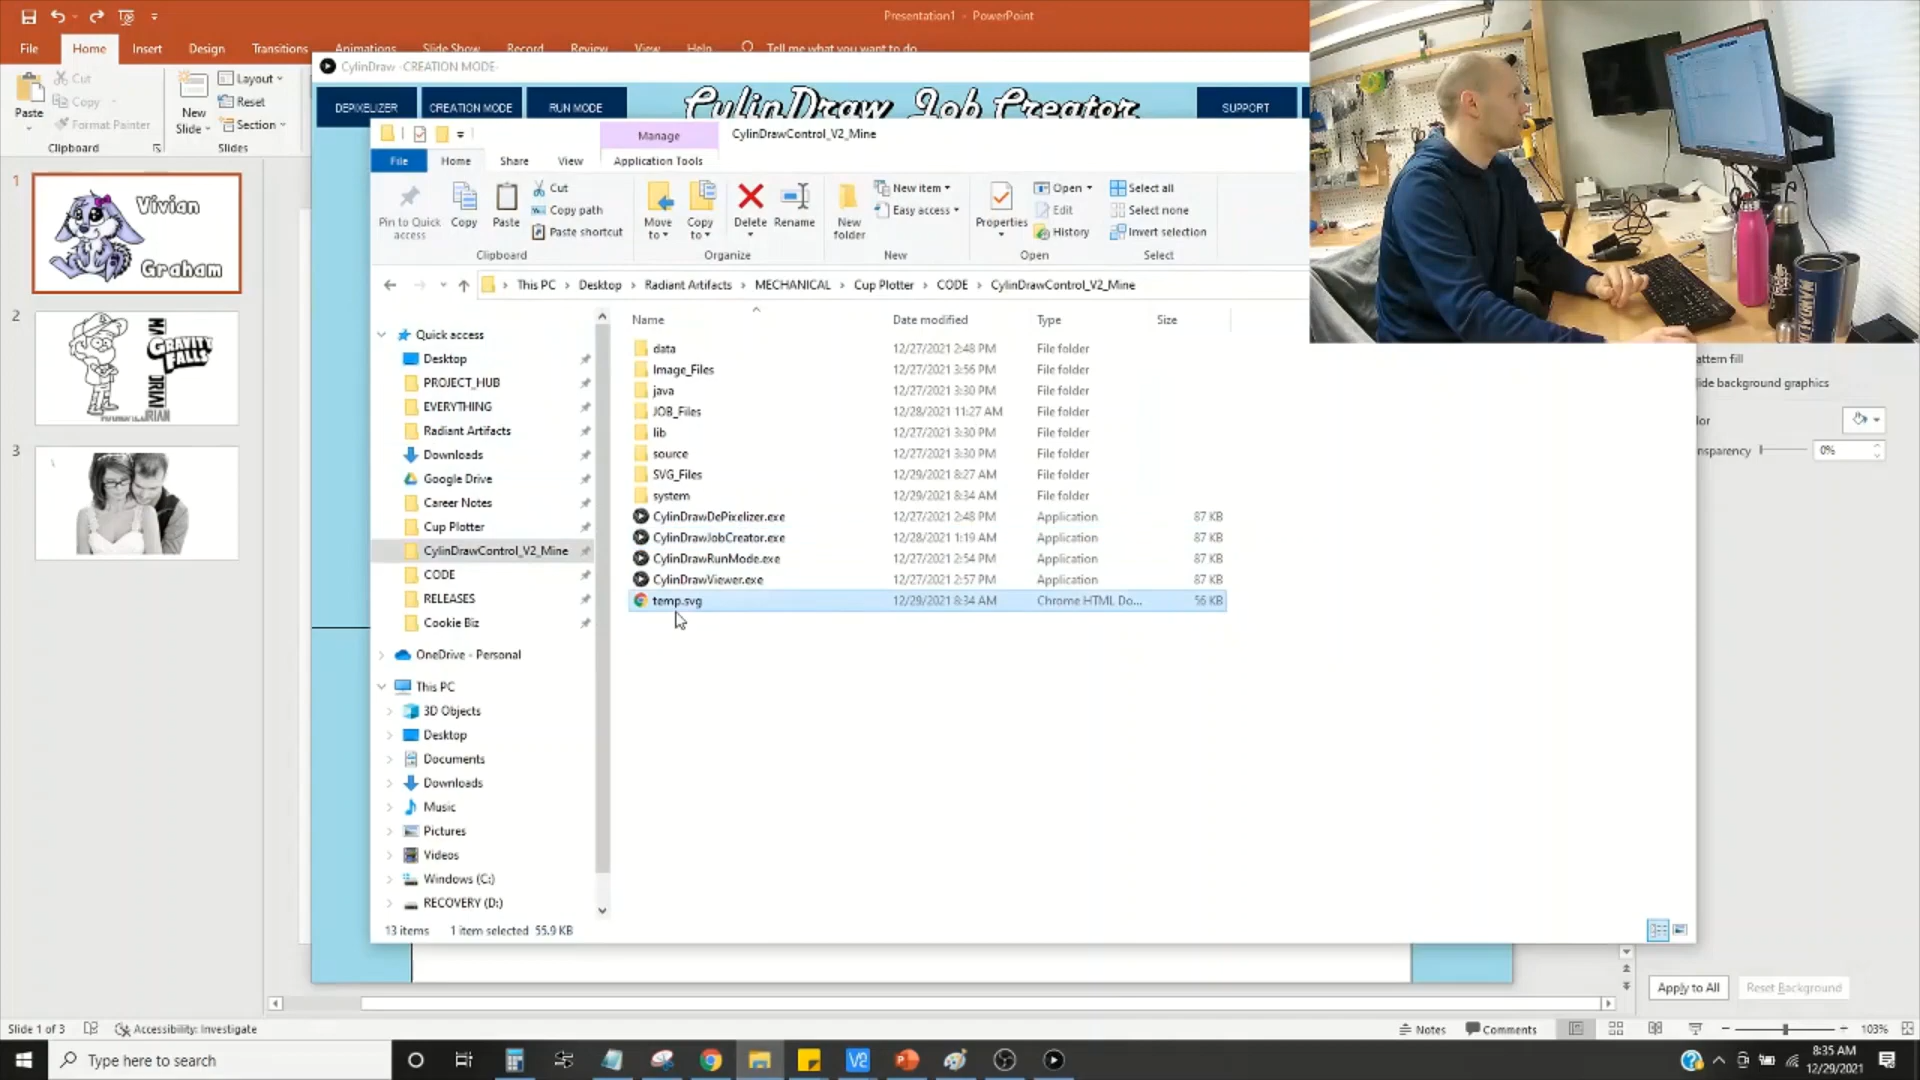 Presentation1 - PowerPoint
File Home Insert Design Transitions Animations Slide Show Record Review View Help Tell me what you want to do
Paste
Cut
Copy
Format Painter
Clipboard
New Slide
Layout
Reset
Section
Slides
1
Vivian
Graham
2
GRAVITY FALLS
3
CylinDraw -CREATION MODE-
DEPIXELIZER CREATION MODE RUN MODE
CylinDraw Job Creator
SUPPORT
Manage
CylinDrawControl_V2_Mine
File Home Share View Application Tools
Pin to Quick access
Copy
Paste
Cut
Copy path
Paste shortcut
Clipboard
Move to
Copy to
Delete
Rename
Organize
New folder
New item
Easy access
New
Properties
Open
Edit
History
Open
Select all
Select none
Invert selection
Select
This PC > Desktop > Radiant Artifacts > MECHANICAL > Cup Plotter > CODE > CylinDrawControl_V2_Mine
Quick access
Desktop
PROJECT_HUB
EVERYTHING
Radiant Artifacts
Downloads
Google Drive
Career Notes
Cup Plotter
CylinDrawControl_V2_Mine
CODE
RELEASES
Cookie Biz
OneDrive - Personal
This PC
3D Objects
Desktop
Documents
Downloads
Music
Pictures
Videos
Windows (C:)
RECOVERY (D:)
Name Date modified Type Size
data 12/27/2021 2:48 PM File folder
Image_Files 12/27/2021 3:56 PM File folder
java 12/27/2021 3:30 PM File folder
JOB_Files 12/28/2021 11:27 AM File folder
lib 12/27/2021 3:30 PM File folder
source 12/27/2021 3:30 PM File folder
SVG_Files 12/29/2021 8:27 AM File folder
system 12/29/2021 8:34 AM File folder
CylinDrawDePixelizer.exe 12/27/2021 2:48 PM Application 87 KB
CylinDrawJobCreator.exe 12/28/2021 1:19 AM Application 87 KB
CylinDrawRunMode.exe 12/27/2021 2:54 PM Application 87 KB
CylinDrawViewer.exe 12/27/2021 2:57 PM Application 87 KB
temp.svg 12/29/2021 8:34 AM Chrome HTML Do... 56 KB
13 items 1 item selected 55.9 KB
attern fill
ide background graphics
lor
nsparency 0%
Apply to All Reset Background
Slide 1 of 3 Accessibility: Investigate
Notes Comments 103%
Type here to search
8:35 AM
12/29/2021